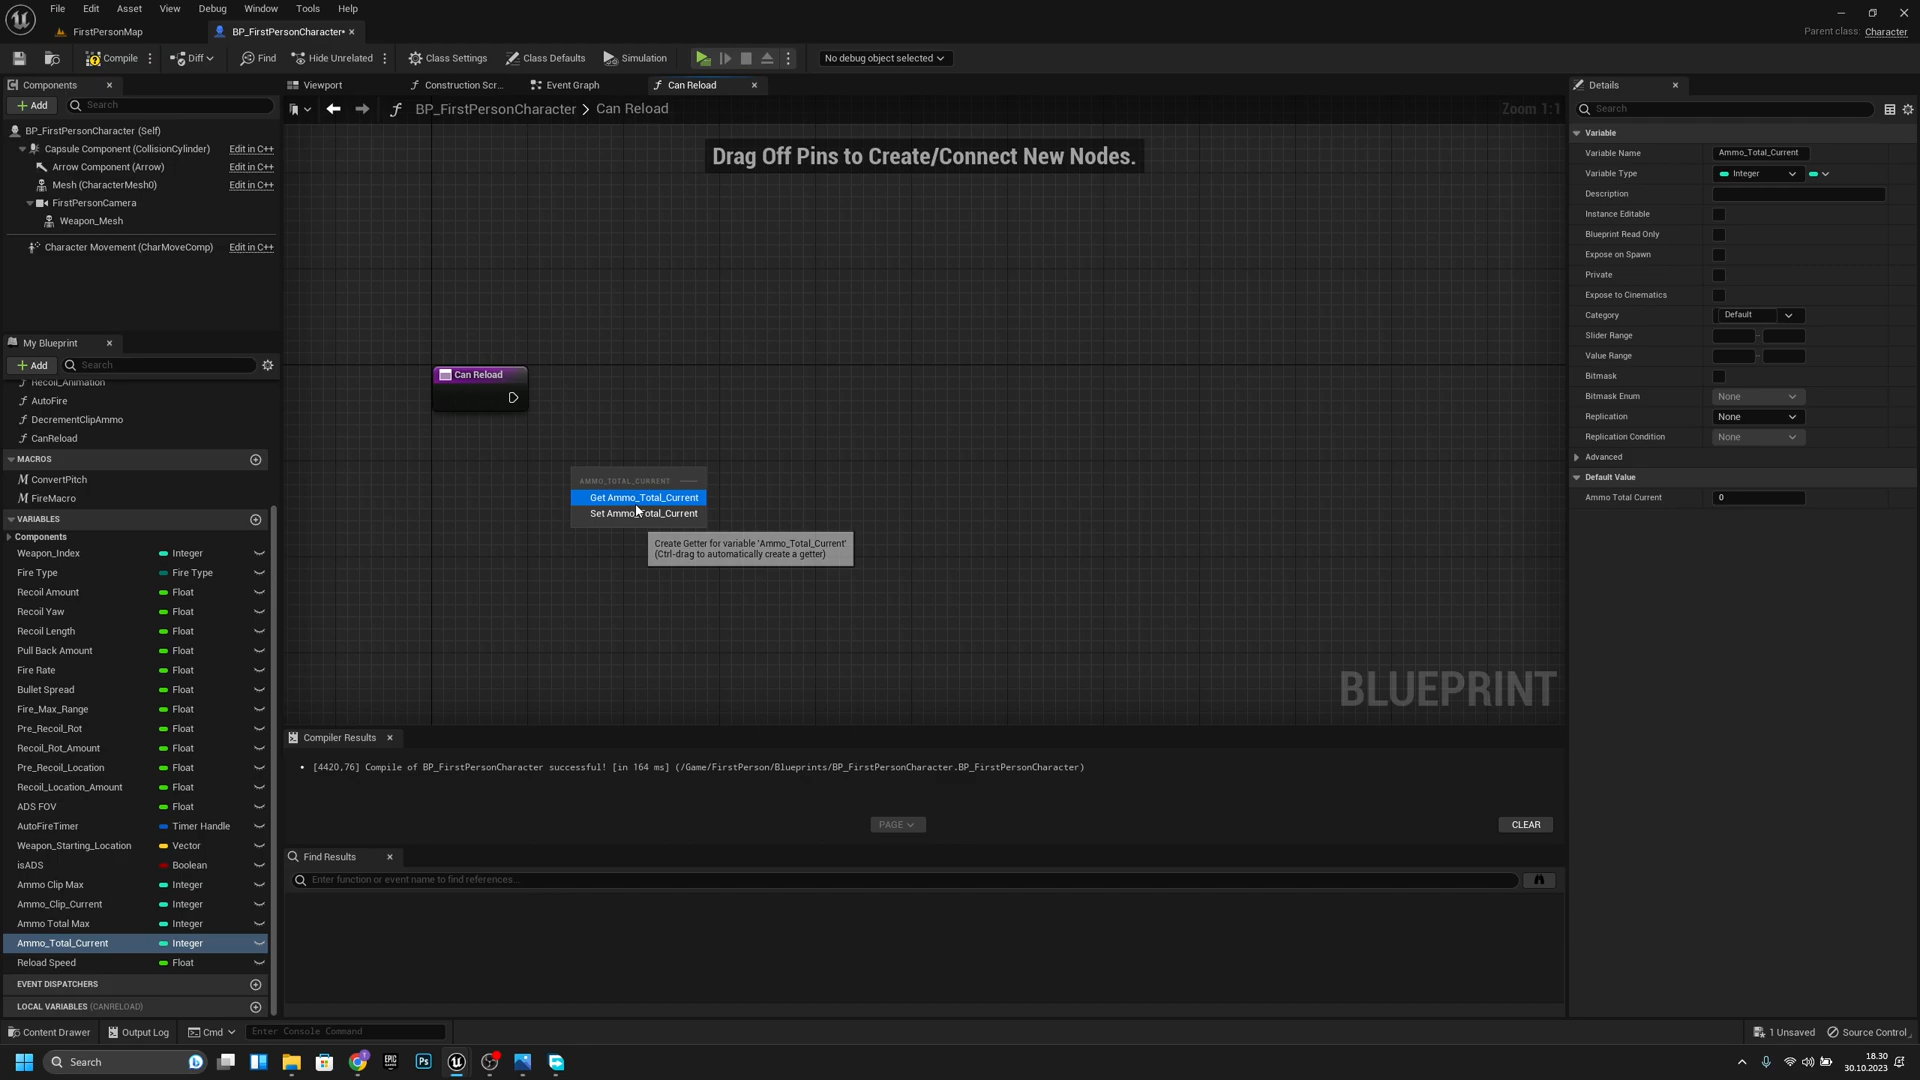 File Edit Asset View Debug Window Tools Help
FirstPersonMap
BP_FirstPersonCharacter•
Parent class: Character
Compile
Diff
Find
Hide Unrelated
Class Settings
Class Defaults
Simulation
No debug object selected
Components
Add
Search
BP_FirstPersonCharacter (Self)
Capsule Component (CollisionCylinder) Edit in C++
Arrow Component (Arrow) Edit in C++
Mesh (CharacterMesh0) Edit in C++
FirstPersonCamera
Weapon_Mesh
Character Movement (CharMoveComp) Edit in C++
My Blueprint
Add
Search
Recoil_Animation
AutoFire
DecrementClipAmmo
CanReload
MACROS
ConvertPitch
FireMacro
VARIABLES
Components
Weapon_Index Integer
Fire Type Fire Type
Recoil Amount Float
Recoil Yaw Float
Recoil Length Float
Pull Back Amount Float
Fire Rate Float
Bullet Spread Float
Fire_Max_Range Float
Pre_Recoil_Rot Float
Recoil_Rot_Amount Float
Pre_Recoil_Location Float
Recoil_Location_Amount Float
ADS FOV Float
AutoFireTimer Timer Handle
Weapon_Starting_Location Vector
isADS Boolean
Ammo Clip Max Integer
Ammo_Clip_Current Integer
Ammo Total Max Integer
Ammo_Total_Current Integer
Reload Speed Float
EVENT DISPATCHERS
LOCAL VARIABLES (CANRELOAD)
Viewport
Construction Scr...
Event Graph
Can Reload
BP_FirstPersonCharacter > Can Reload
Zoom 1:1
Drag Off Pins to Create/Connect New Nodes.
Can Reload
AMMO_TOTAL_CURRENT
Get Ammo_Total_Current
Set Ammo_Total_Current
Create Getter for variable 'Ammo_Total_Current'
(Ctrl-drag to automatically create a getter)
BLUEPRINT
Compiler Results
• [4420,76] Compile of BP_FirstPersonCharacter successful! [in 164 ms] (/Game/FirstPerson/Blueprints/BP_FirstPersonCharacter.BP_FirstPersonCharacter)
PAGE
CLEAR
Find Results
Enter function or event name to find references...
Details
Search
Variable
Variable Name Ammo_Total_Current
Variable Type Integer
Description
Instance Editable
Blueprint Read Only
Expose on Spawn
Private
Expose to Cinematics
Category Default
Slider Range
Value Range
Bitmask
Bitmask Enum None
Replication None
Replication Condition None
Advanced
Default Value
Ammo Total Current 0
Content Drawer
Output Log
Cmd
Enter Console Command
1 Unsaved
Source Control
Search
EPIC
Ps
18.30
30.10.2023